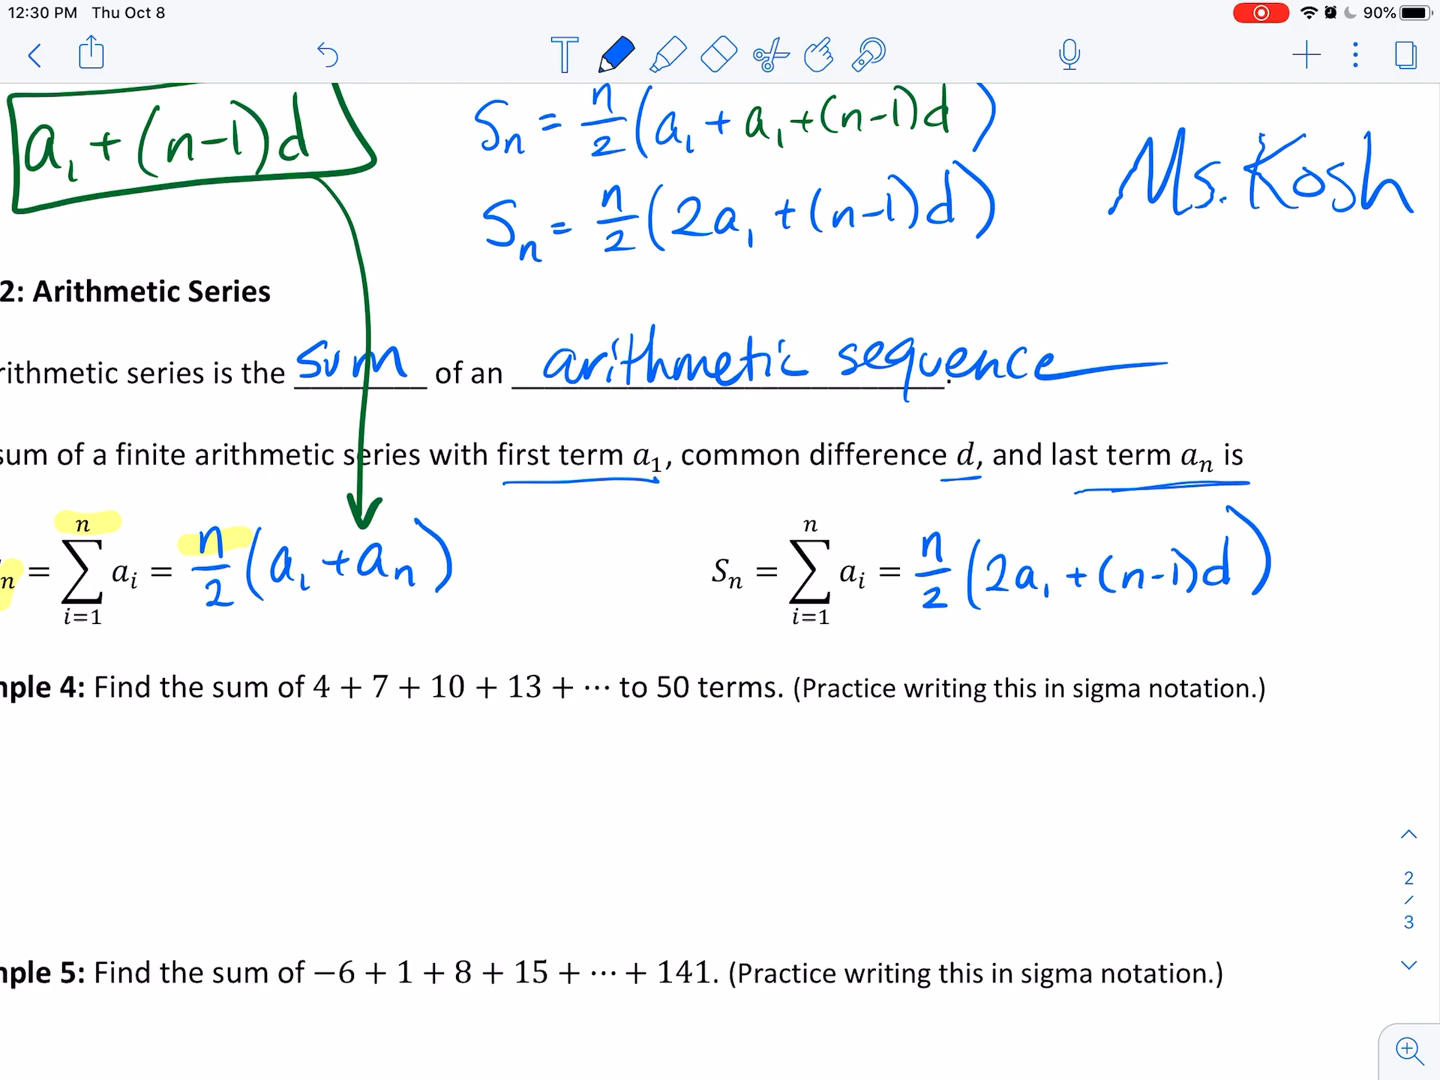 12:30 PM Thu Oct 8 90%
a₁ + (n-1)d
Sₙ = n/2 (a₁ + a₁ + (n-1)d)
Sₙ = n/2 (2a₁ + (n-1)d)
Ms. Kosh
2: Arithmetic Series
rithmetic series is the sum of an arithmetic sequence.
sum of a finite arithmetic series with first term a₁, common difference d, and last term aₙ is
n = ∑ⁿᵢ₌₁ aᵢ = n/2 (a₁ + aₙ)
Sₙ = ∑ⁿᵢ₌₁ aᵢ = n/2 (2a₁ + (n-1)d)
mple 4: Find the sum of 4 + 7 + 10 + 13 + ⋯ to 50 terms. (Practice writing this in sigma notation.)
2
/
3
mple 5: Find the sum of −6 + 1 + 8 + 15 + ⋯ + 141. (Practice writing this in sigma notation.)